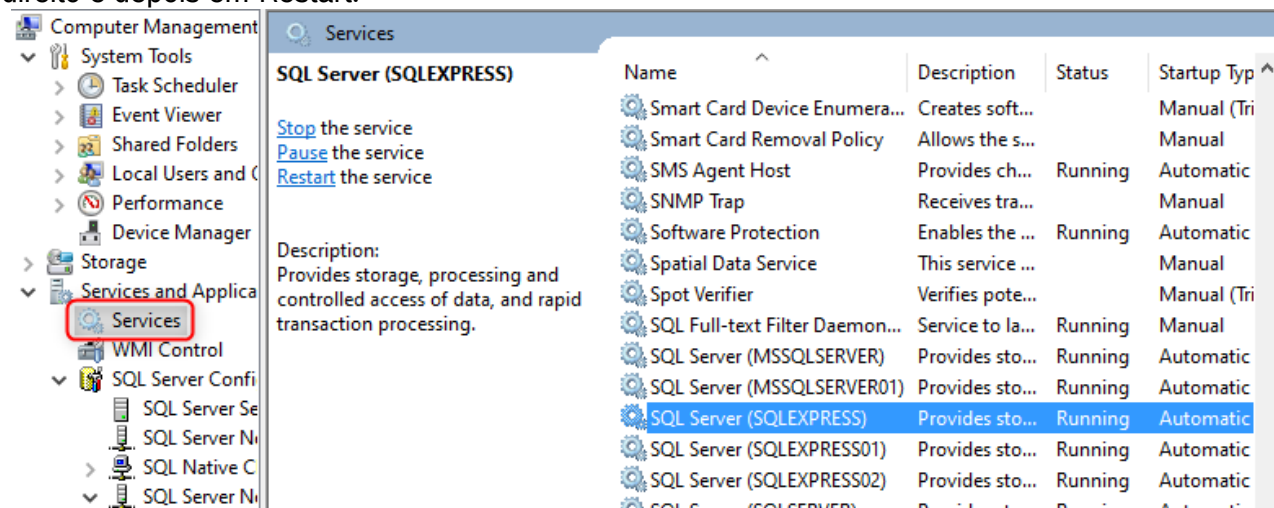 direito e depois em Restart.
Computer Management
System Tools
Task Scheduler
Event Viewer
Shared Folders
Local Users and
Performance
Device Manager
Storage
Services and Applica
Services
WMI Control
SQL Server Confi
SQL Server Se
SQL Server N
SQL Native C
SQL Server N
Services
SQL Server (SQLEXPRESS)
Stop the service
Pause the service
Restart the service
Description:
Provides storage, processing and
controlled access of data, and rapid
transaction processing.
Name Description Status Startup Typ
Smart Card Device Enumera... Creates soft... Manual (Tri
Smart Card Removal Policy Allows the s... Manual
SMS Agent Host Provides ch... Running Automatic
SNMP Trap Receives tra... Manual
Software Protection Enables the ... Running Automatic
Spatial Data Service This service ... Manual
Spot Verifier Verifies pote... Manual (Tri
SQL Full-text Filter Daemon... Service to la... Running Manual
SQL Server (MSSQLSERVER) Provides sto... Running Automatic
SQL Server (MSSQLSERVER01) Provides sto... Running Automatic
SQL Server (SQLEXPRESS) Provides sto... Running Automatic
SQL Server (SQLEXPRESS01) Provides sto... Running Automatic
SQL Server (SQLEXPRESS02) Provides sto... Running Automatic